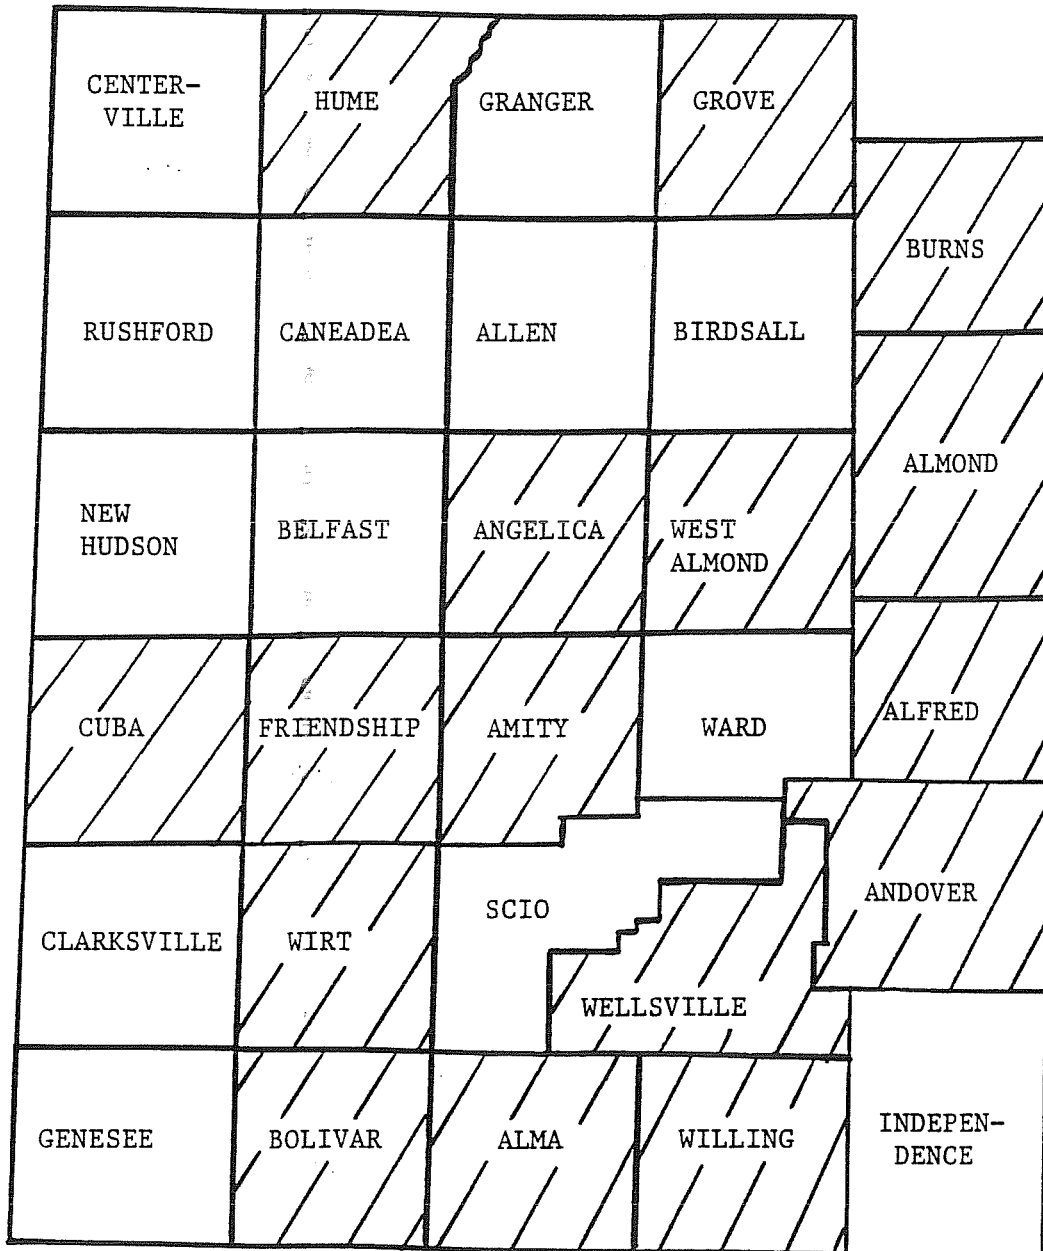 CENTER-
VILLE
HUME
GRANGER
GROVE
BURNS
RUSHFORD
CANEADEA
ALLEN
BIRDSALL
ALMOND
NEW
HUDSON
BELFAST
ANGELICA
WEST
ALMOND
CUBA
FRIENDSHIP
AMITY
WARD
ALFRED
CLARKSVILLE
WIRT
SCIO
ANDOVER
WELLSVILLE
GENESEE
BOLIVAR
ALMA
WILLING
INDEPEN-
DENCE